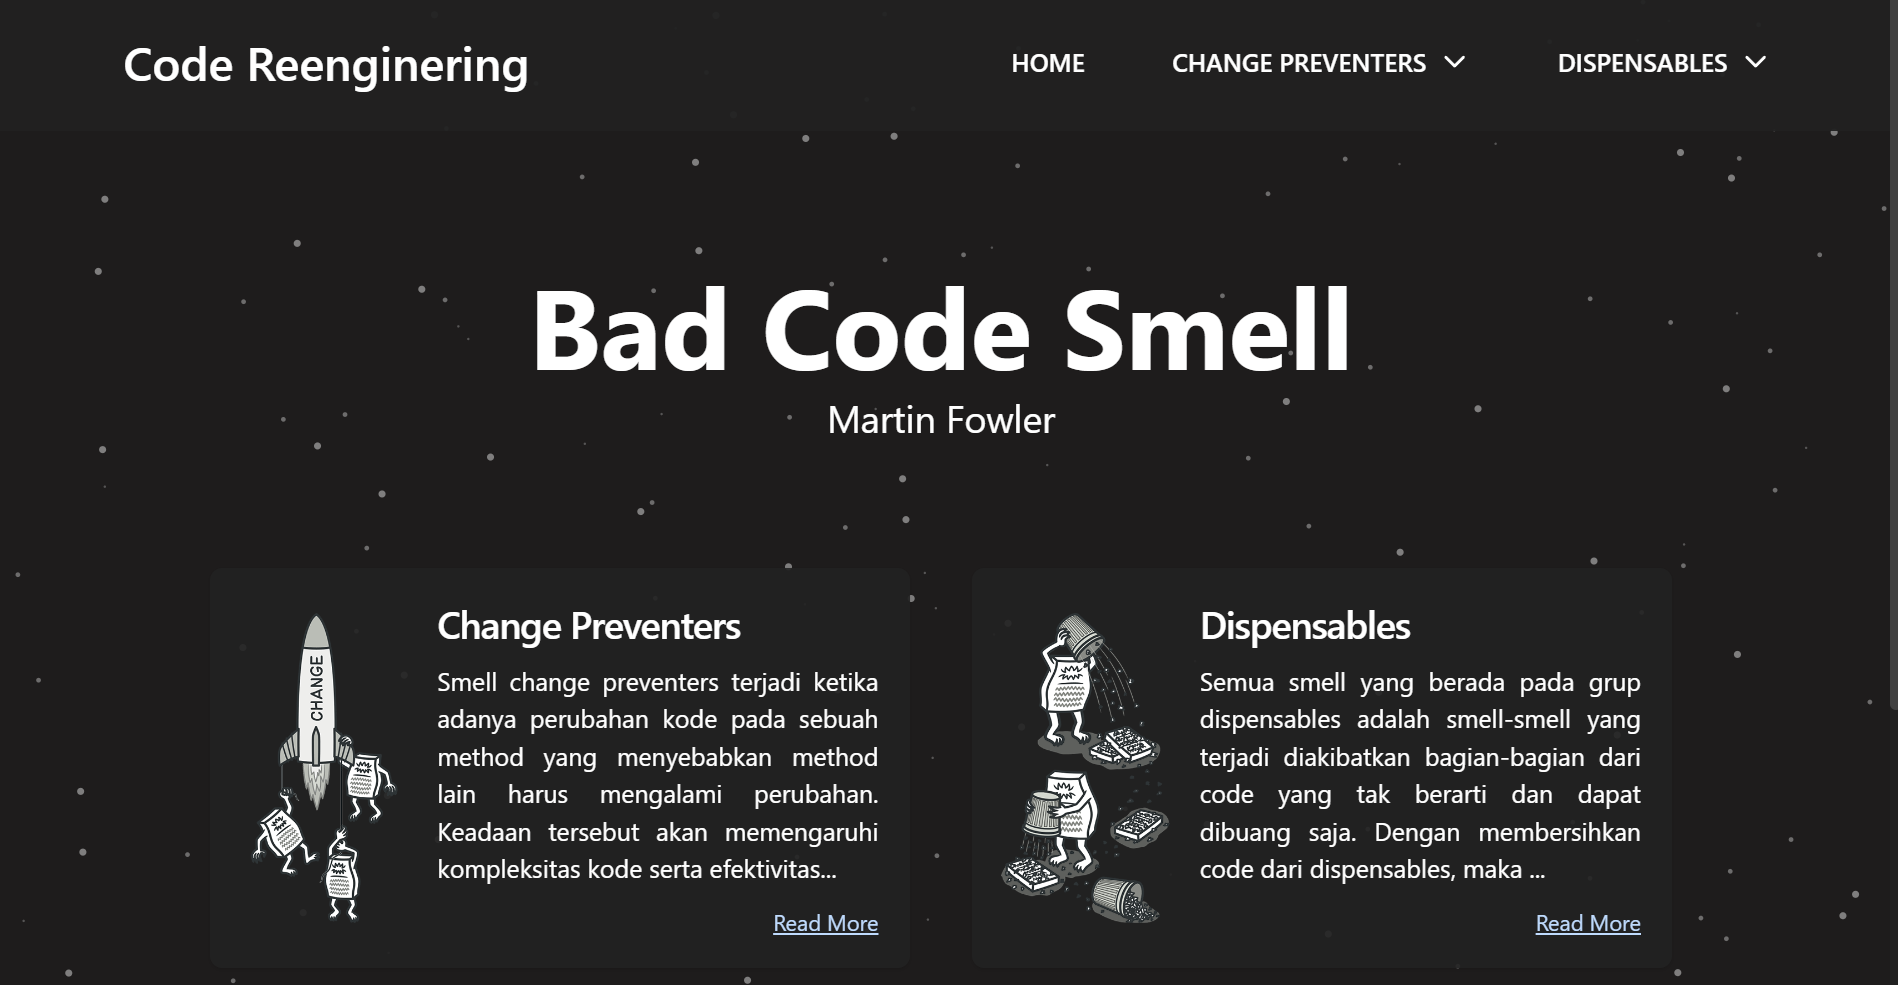 Code Reenginering
HOME
CHANGE PREVENTERS
DISPENSABLES
Bad Code Smell
Martin Fowler
CHANGE
Change Preventers
Smell change preventers terjadi ketika
adanya perubahan kode pada sebuah
method yang menyebabkan method
lain harus mengalami perubahan.
Keadaan tersebut akan memengaruhi
kompleksitas kode serta efektivitas...
Read More
Dispensables
Semua smell yang berada pada grup
dispensables adalah smell-smell yang
terjadi diakibatkan bagian-bagian dari
code yang tak berarti dan dapat
dibuang saja. Dengan membersihkan
code dari dispensables, maka ...
Read More